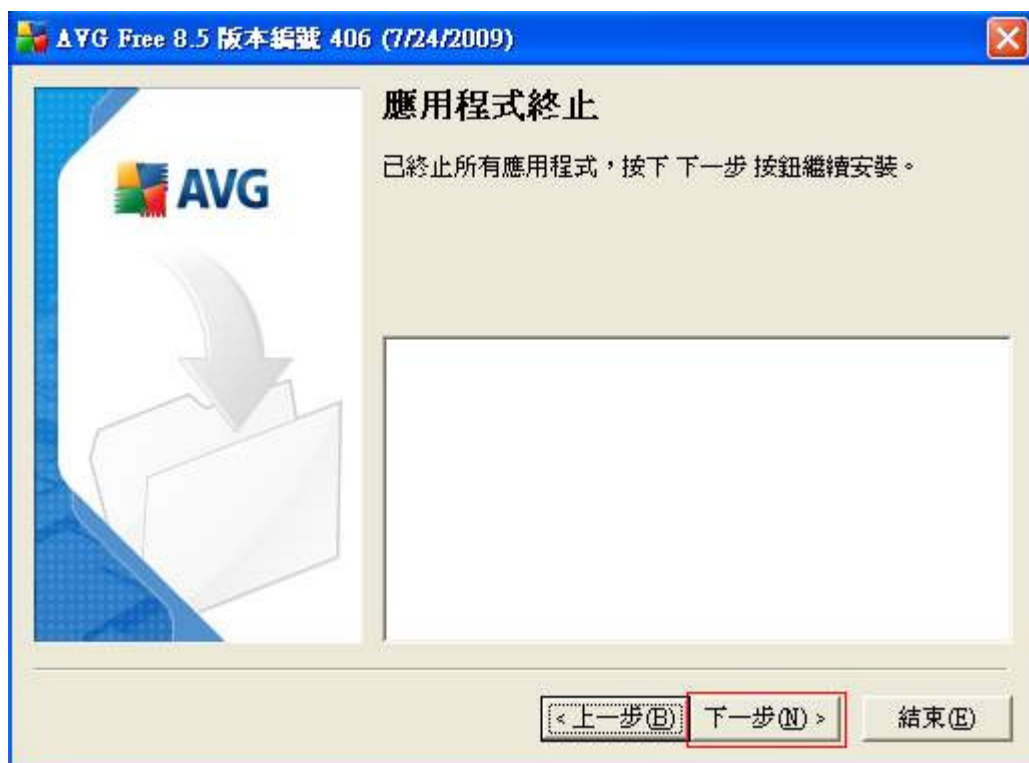 AVG Free 8.5 版本編號 406 (7/24/2009)
應用程式終止
已終止所有應用程式，按下 下一步 按鈕繼續安裝。
AVG
< 上一步(B)
下一步(N) >
結束(E)